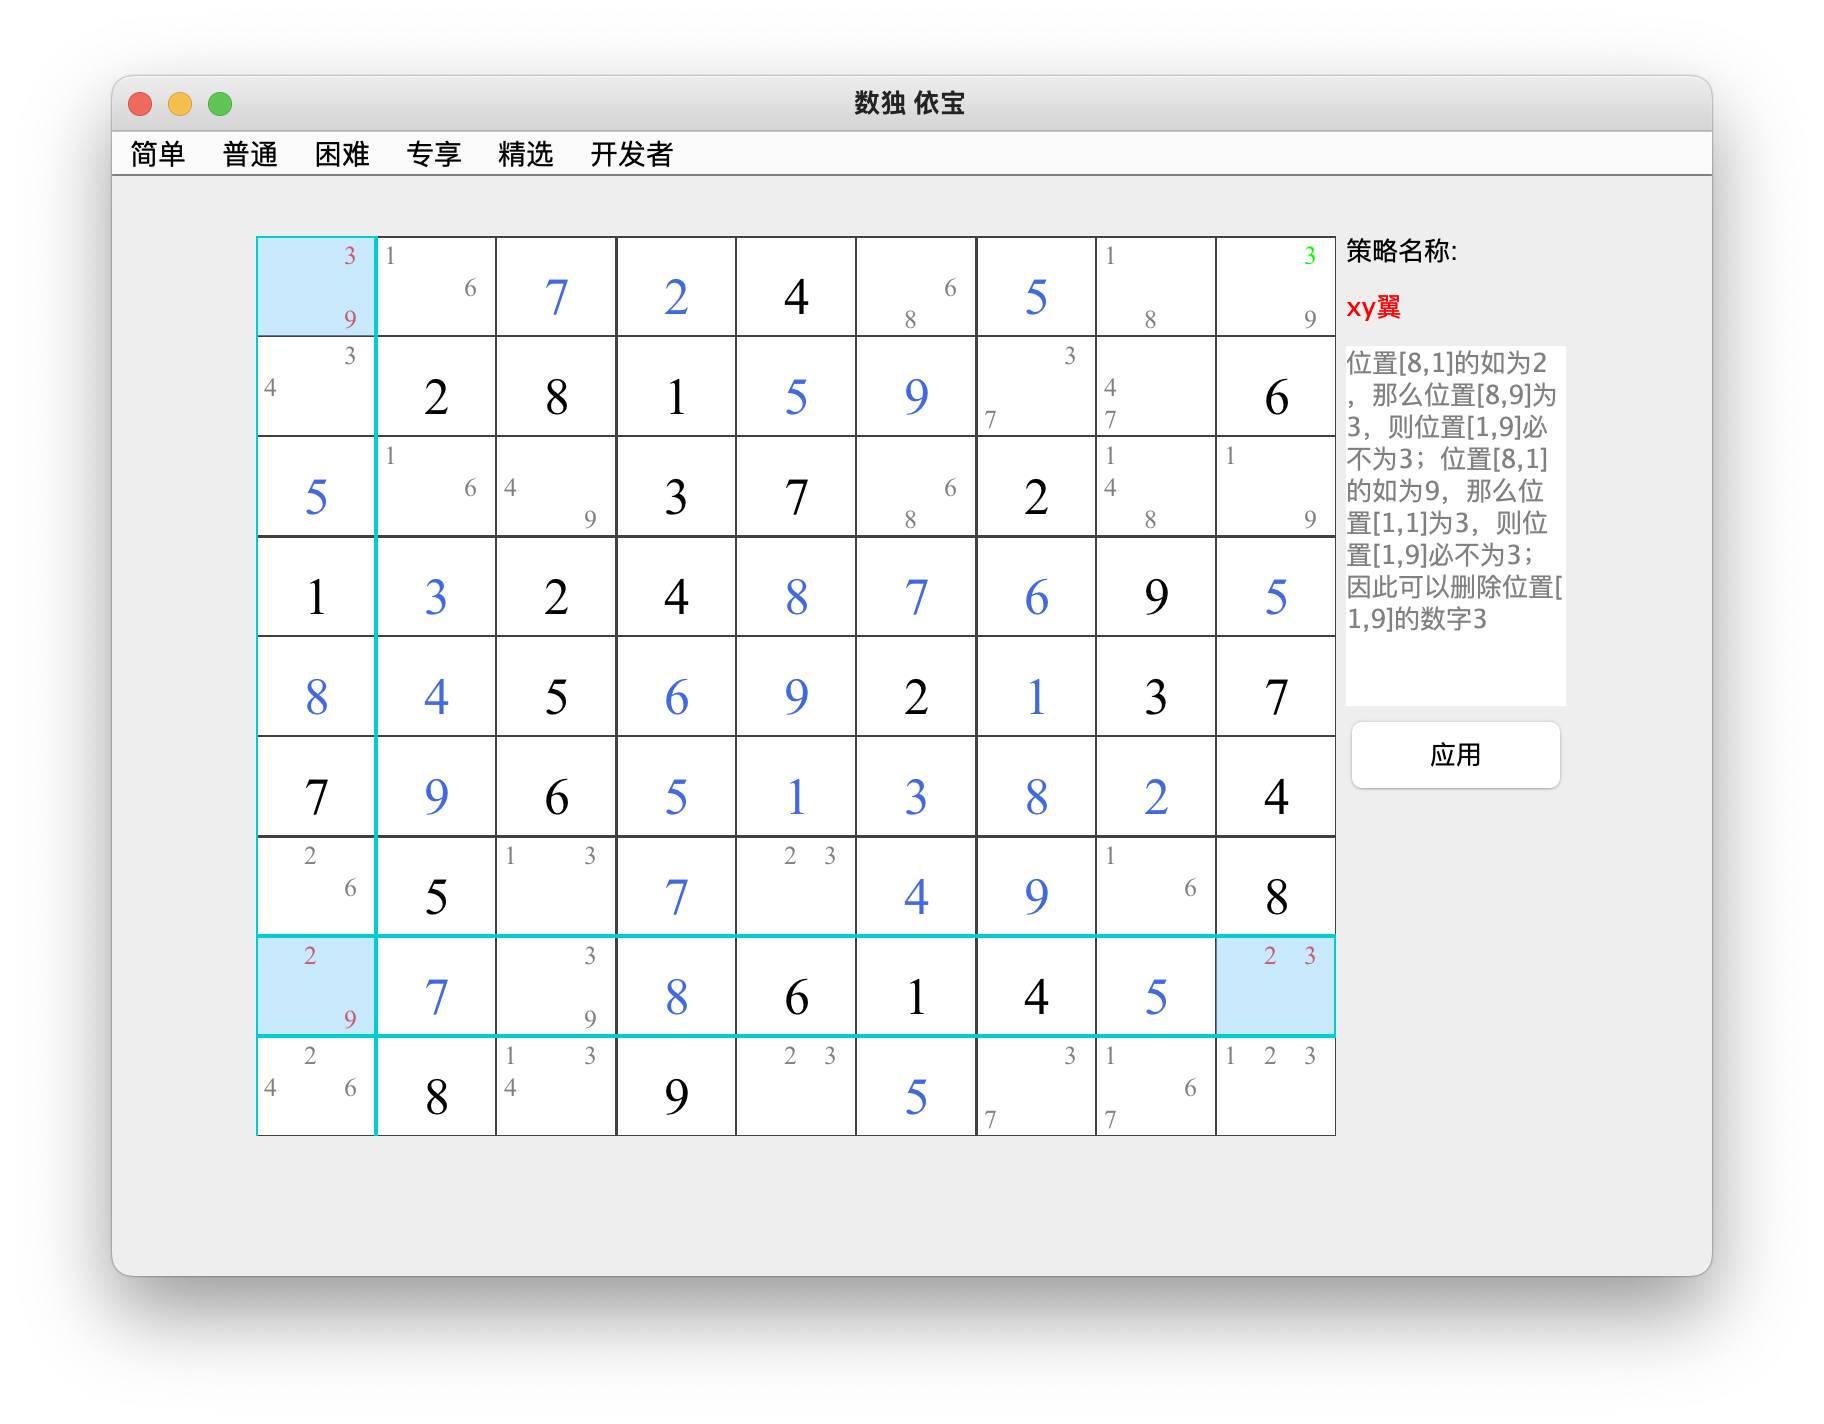 数独 依宝
简单 普通 困难 专享 精选 开发者
策略名称:
xy翼
位置[8,1]的如为2
，那么位置[8,9]为
3，则位置[1,9]必
不为3；位置[8,1]
的如为9，那么位
置[1,1]为3，则位
置[1,9]必不为3；
因此可以删除位置[
1,9]的数字3
应用
3 1 1 3
6 7 2 4 6 5
9 8 8 9
3 3
4 2 8 1 5 9 4 6
7 7
1 1 1
5 6 4 3 7 6 2 4
9 8 8 9
1 3 2 4 8 7 6 9 5
8 4 5 6 9 2 1 3 7
7 9 6 5 1 3 8 2 4
2 1 3 2 3 1
6 5 7 4 9 6 8
2 3 2 3
7 8 6 1 4 5
9 9
2 1 3 2 3 3 1 1 2 3
4 6 8 4 9 5 6
7 7